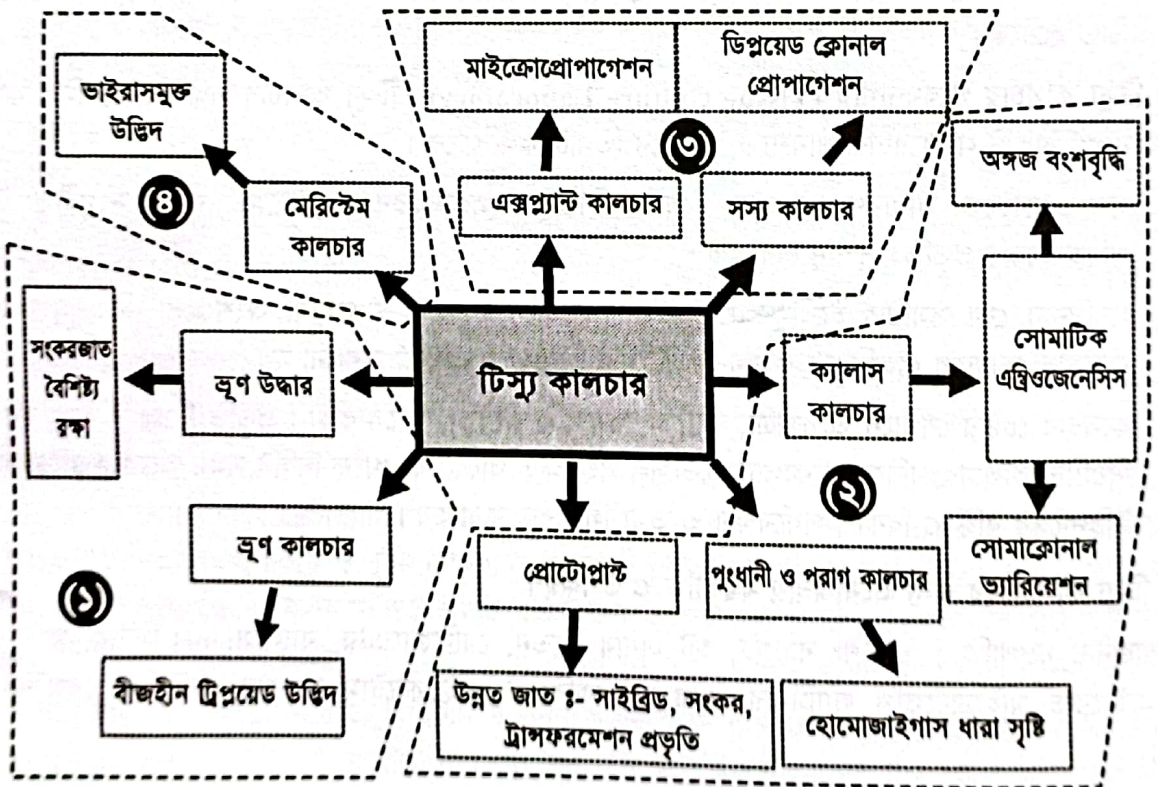 মাইক্রোপ্রোপাগেশন
ডিপ্লয়েড ক্লোনাল
প্রোপাগেশন
ভাইরাসমুক্ত
উদ্ভিদ
(৩)
অঙ্গজ বংশবৃদ্ধি
(৪)
মেরিস্টেম
কালচার
এক্সপ্ল্যান্ট কালচার
সস্য কালচার
সংকরজাত
বৈশিষ্ট্য
রক্ষা
ভ্রূণ উদ্ধার
টিস্যু কালচার
ক্যালাস
কালচার
সোমাটিক
এম্ব্রিওজেনেসিস
(২)
ভ্রূণ কালচার
প্রোটোপ্লাস্ট
পুংধানী ও পরাগ কালচার
সোমাক্লোনাল
ভ্যারিয়েশন
(১)
বীজহীন ট্রিপ্লয়েড উদ্ভিদ
উন্নত জাত ঃ- সাইব্রিড, সংকর,
ট্রান্সফরমেশন প্রভৃতি
হোমোজাইগাস ধারা সৃষ্টি